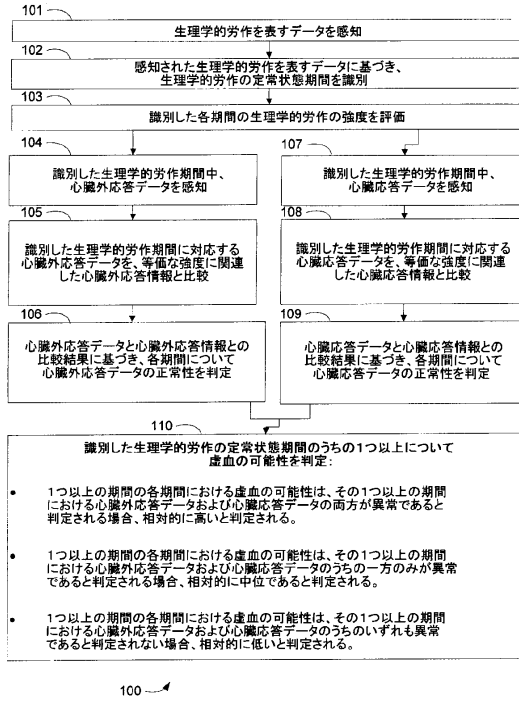 101
生理学的労作を表すデータを感知
102
感知された生理学的労作を表すデータに基づき、
生理学的労作の定常状態期間を識別
103
識別した各期間の生理学的労作の強度を評価
104
識別した生理学的労作期間中、
心臓外応答データを感知
105
識別した生理学的労作期間に対応する
心臓外応答データを、等価な強度に関連
した心臓外応答情報と比較
106
心臓外応答データと心臓外応答情報との
比較結果に基づき、各期間について
心臓外応答データの正常性を判定
107
識別した生理学的労作期間中、
心臓応答データを感知
108
識別した生理学的労作期間に対応する
心臓応答データを、等価な強度に関連
した心臓応答情報と比較
109
心臓応答データと心臓応答情報との
比較結果に基づき、各期間について
心臓応答データの正常性を判定
110
識別した生理学的労作の定常状態期間のうちの1つ以上について
虚血の可能性を判定:
• 1つ以上の期間の各期間における虚血の可能性は、その1つ以上の期間
における心臓外応答データおよび心臓応答データの両方が異常であると
判定される場合、相対的に高いと判定される。
• 1つ以上の期間の各期間における虚血の可能性は、その1つ以上の期間
における心臓外応答データおよび心臓応答データのうちの一方のみが異常
であると判定される場合、相対的に中位であると判定される。
• 1つ以上の期間の各期間における虚血の可能性は、その1つ以上の期間
における心臓外応答データおよび心臓応答データのうちのいずれも異常
であると判定されない場合、相対的に低いと判定される。
100